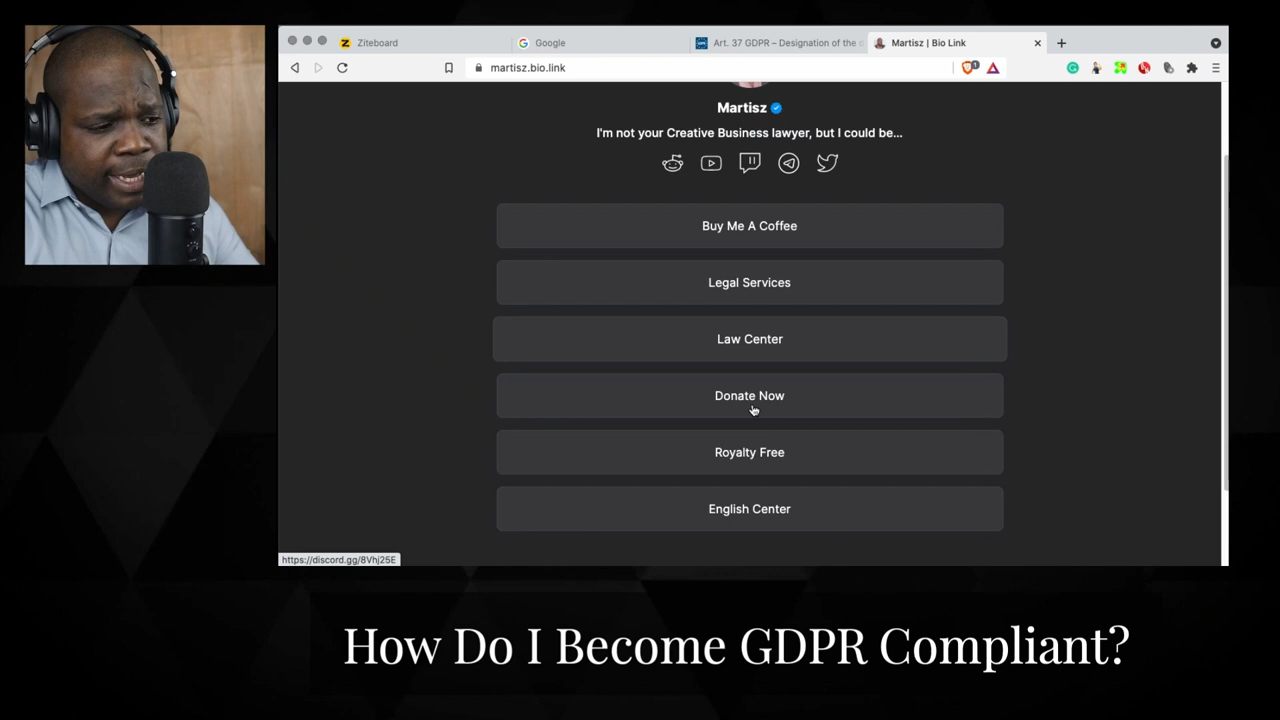 Ziteboard
Google
Art. 37 GDPR – Designation of the
Martisz | Bio Link
martisz.bio.link
1
Martisz
I'm not your Creative Business lawyer, but I could be...
Buy Me A Coffee
Legal Services
Law Center
Donate Now
Royalty Free
English Center
https://discord.gg/8Vhj25E
How Do I Become GDPR Compliant?